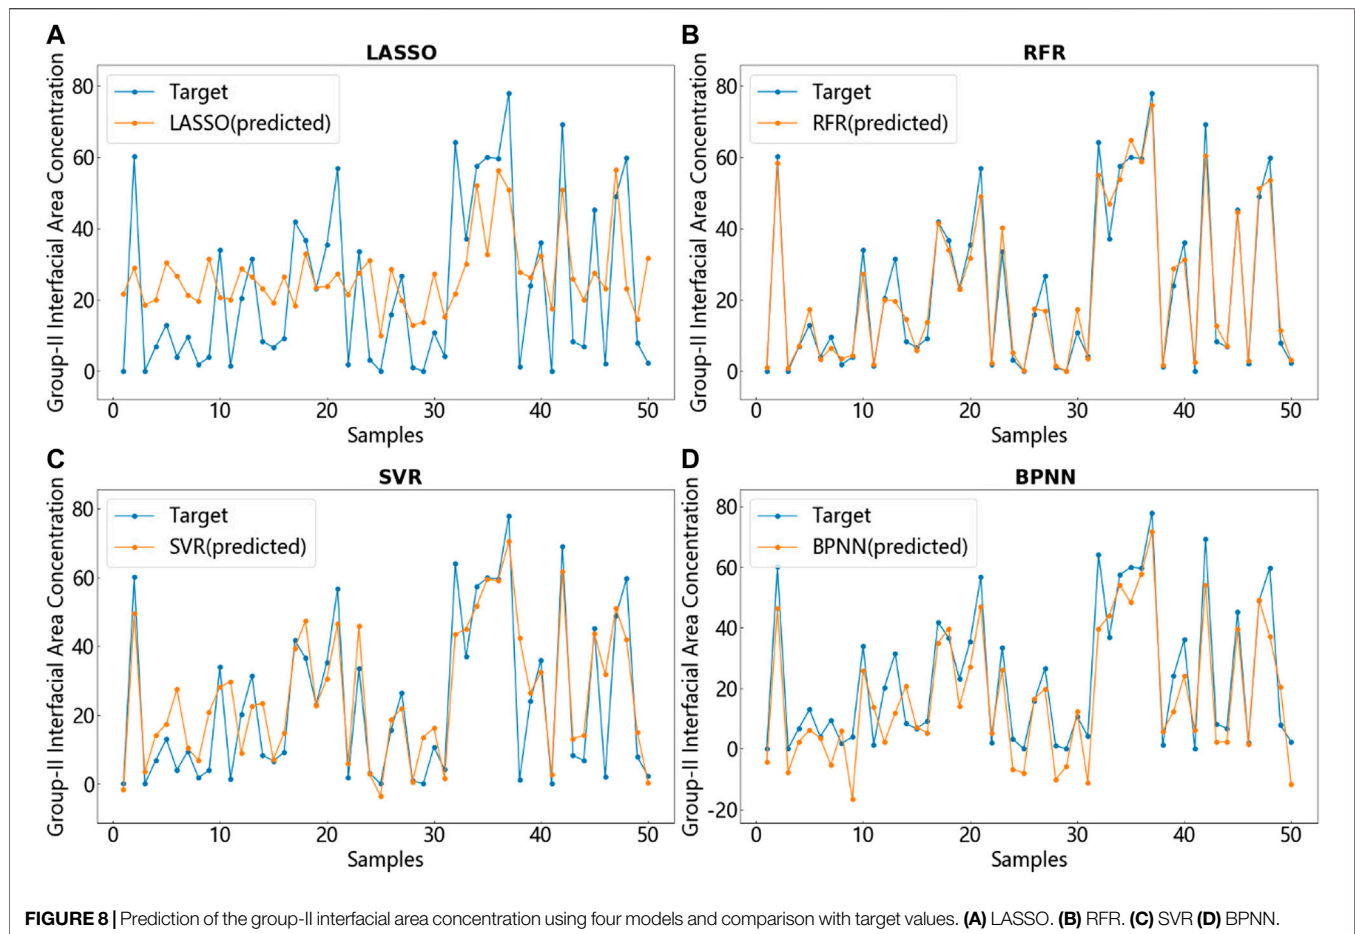 A
LASSO
Group-II Interfacial Area Concentration
80
60
40
20
0
Target
LASSO(predicted)
0 10 20 30 40 50
Samples
B
RFR
Group-II Interfacial Area Concentration
80
60
40
20
0
Target
RFR(predicted)
0 10 20 30 40 50
Samples
C
SVR
Group-II Interfacial Area Concentration
80
60
40
20
0
Target
SVR(predicted)
0 10 20 30 40 50
Samples
D
BPNN
Group-II Interfacial Area Concentration
80
60
40
20
0
-20
Target
BPNN(predicted)
0 10 20 30 40 50
Samples
FIGURE 8 | Prediction of the group-II interfacial area concentration using four models and comparison with target values. (A) LASSO. (B) RFR. (C) SVR (D) BPNN.